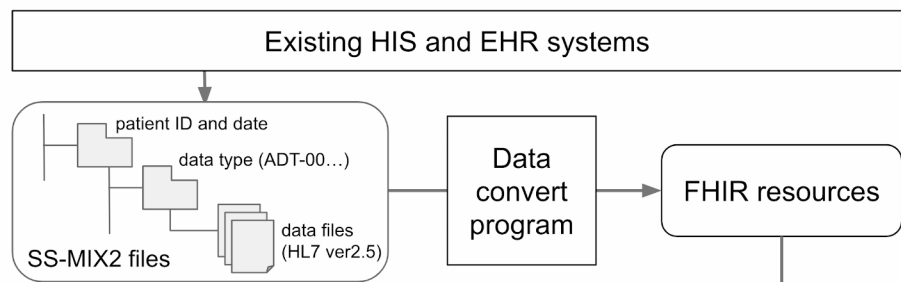 Existing HIS and EHR systems
patient ID and date
data type (ADT-00…)
data files
(HL7 ver2.5)
SS-MIX2 files
Data
convert
program
FHIR resources